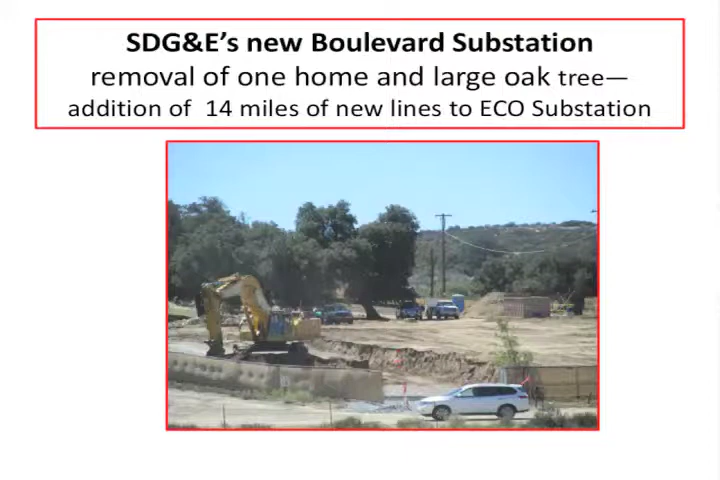 SDG&E’s new Boulevard Substation
removal of one home and large oak tree—
addition of 14 miles of new lines to ECO Substation